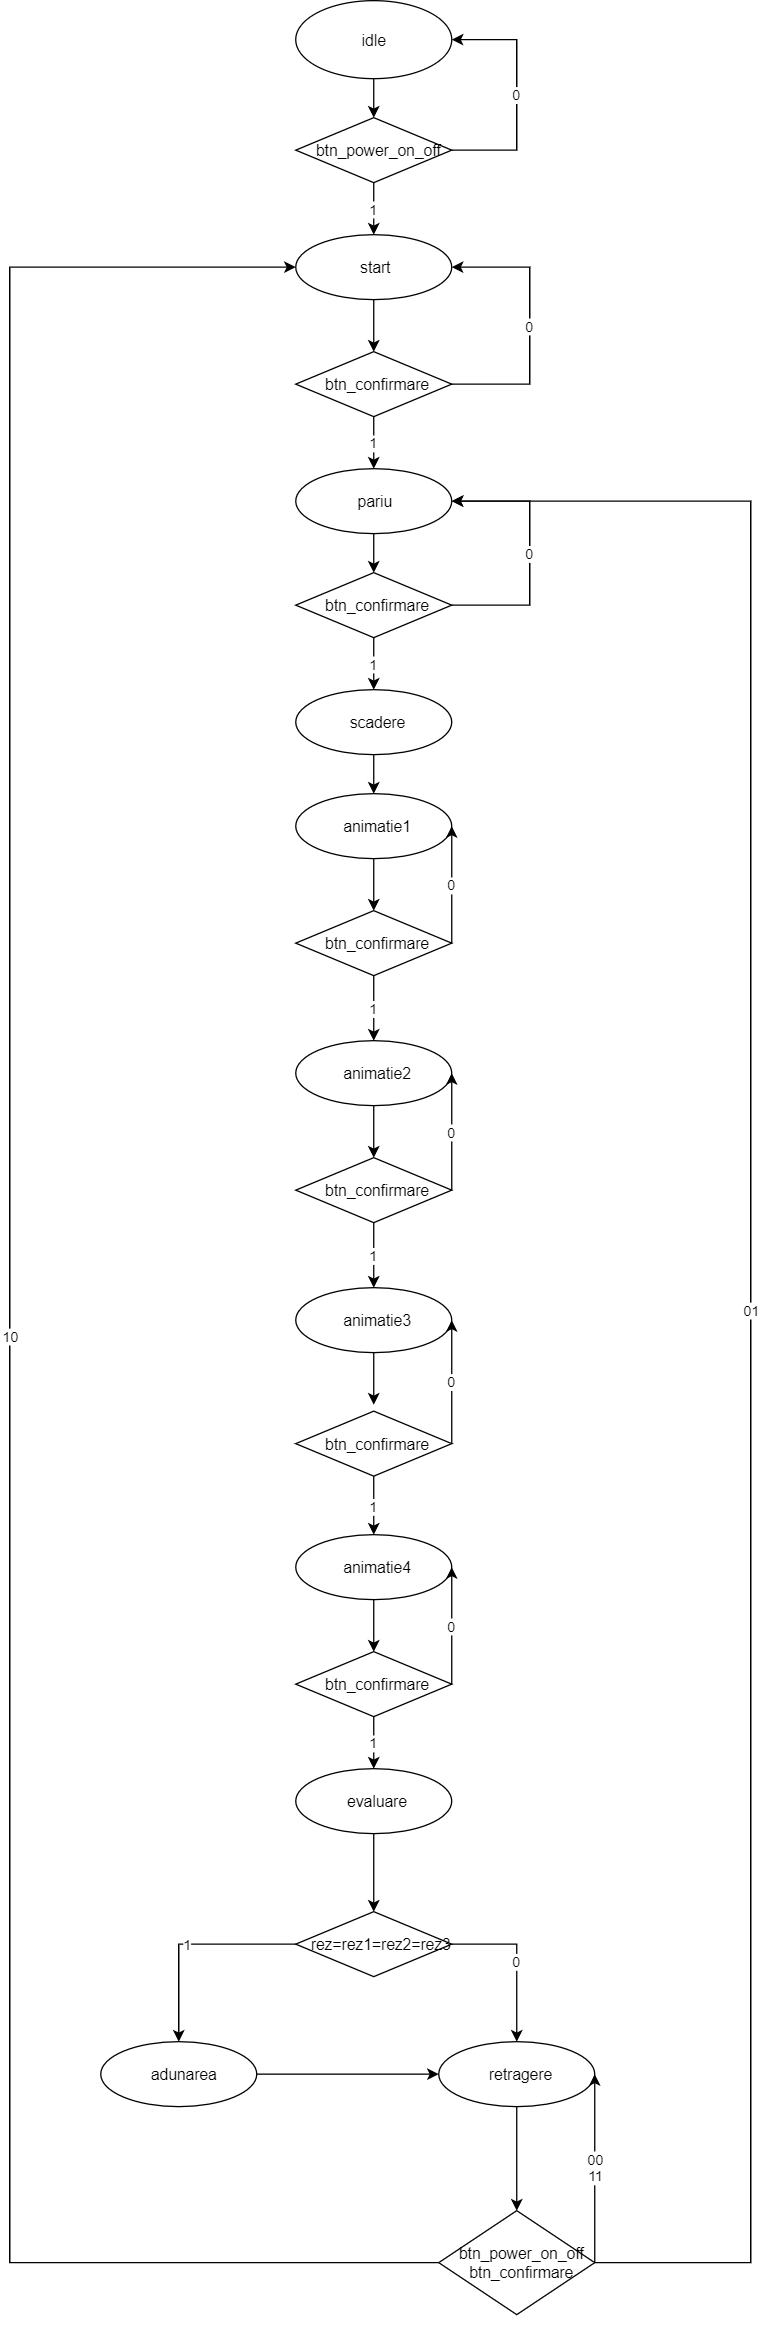 idle
0
btn_power_on_off
1
start
0
btn_confirmare
1
pariu
0
btn_confirmare
1
scadere
animatie1
0
btn_confirmare
1
animatie2
0
btn_confirmare
1
animatie3
01
10
0
btn_confirmare
1
animatie4
0
btn_confirmare
1
evaluare
rez=rez1=rez2=rez3
1
0
adunarea
retragere
00
11
btn_power_on_off
btn_confirmare